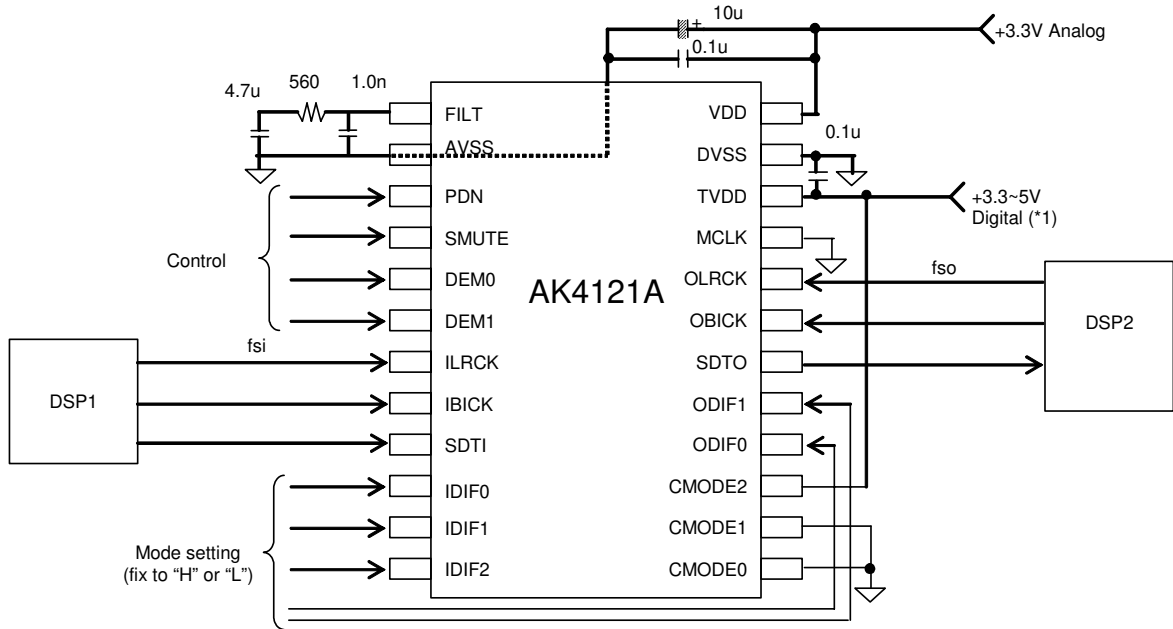 10u
+
+3.3V Analog
0.1u
4.7u
560
1.0n
FILT
VDD
0.1u
AVSS
DVSS
PDN
TVDD
+3.3~5V
Digital (*1)
SMUTE
MCLK
Control
DEM0
AK4121A
OLRCK
fso
DEM1
OBICK
DSP2
fsi
ILRCK
SDTO
DSP1
IBICK
ODIF1
SDTI
ODIF0
IDIF0
CMODE2
IDIF1
CMODE1
Mode setting
(fix to “H” or “L”)
IDIF2
CMODE0